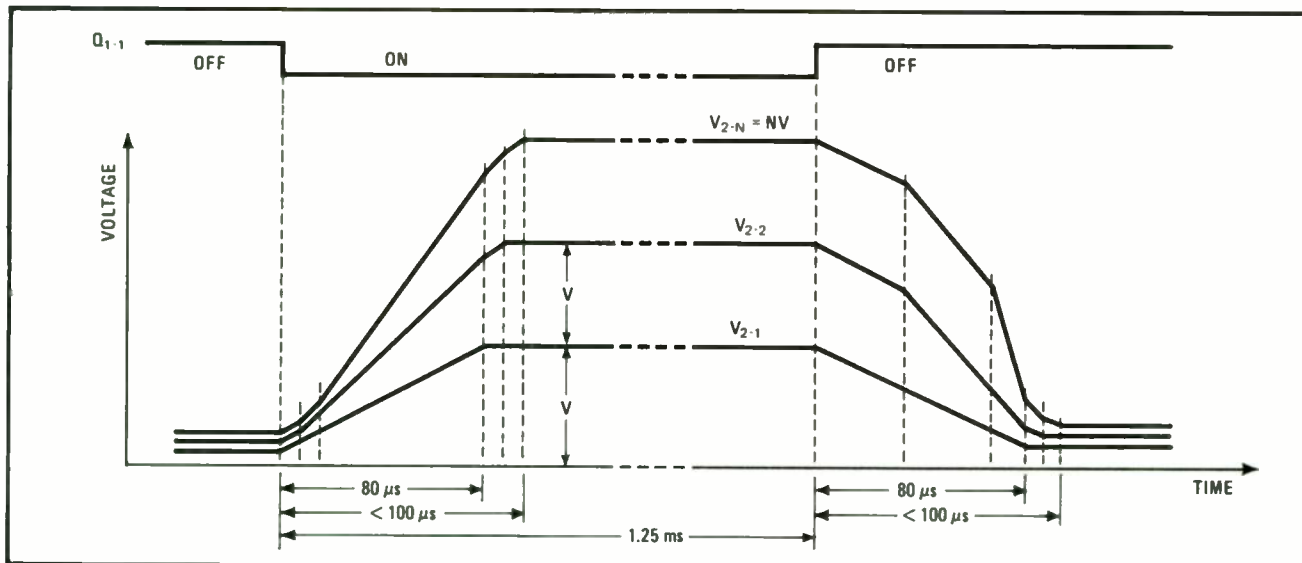 Q1-1
OFF
ON
OFF
V2-N = NV
VOLTAGE
V2-2
V
V2-1
V
80 μs
80 μs
TIME
< 100 μs
< 100 μs
1.25 ms